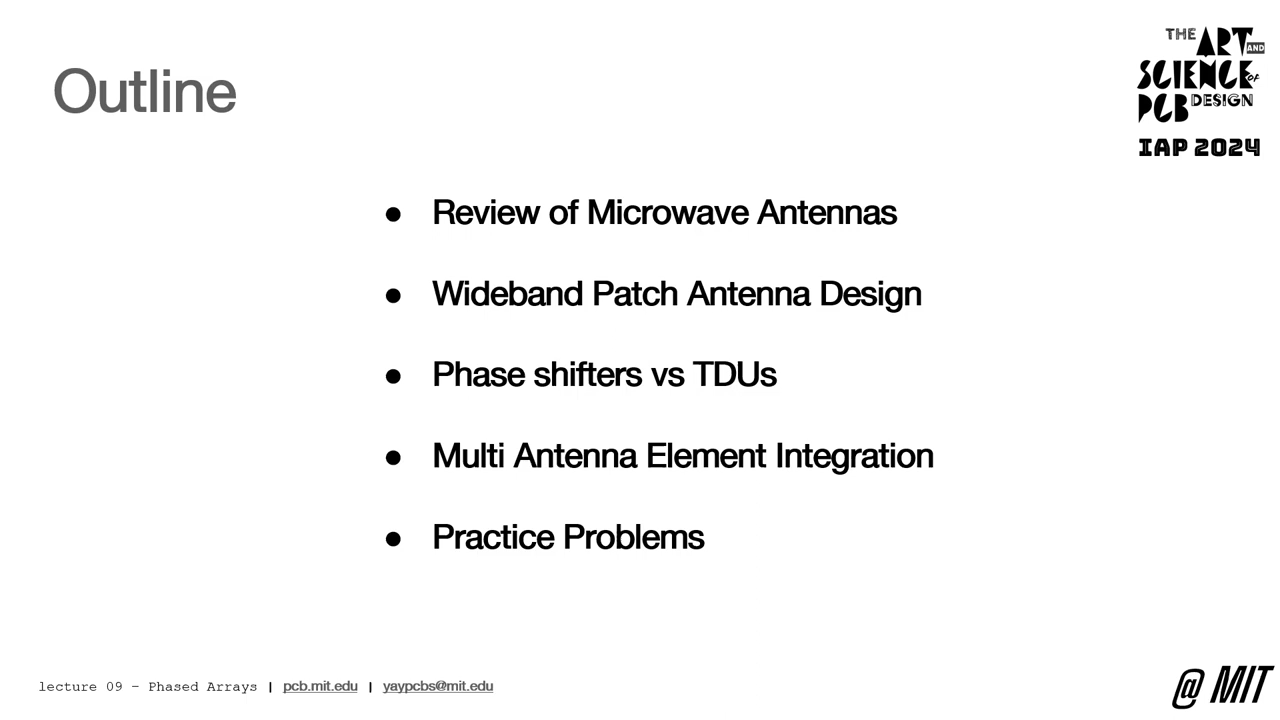 Outline
THE ART AND
SCIENCE OF
PCB DESIGN
IAP 2024
● Review of Microwave Antennas
● Wideband Patch Antenna Design
● Phase shifters vs TDUs
● Multi Antenna Element Integration
● Practice Problems
lecture 09 – Phased Arrays | pcb.mit.edu | yaypcbs@mit.edu
@ MIT